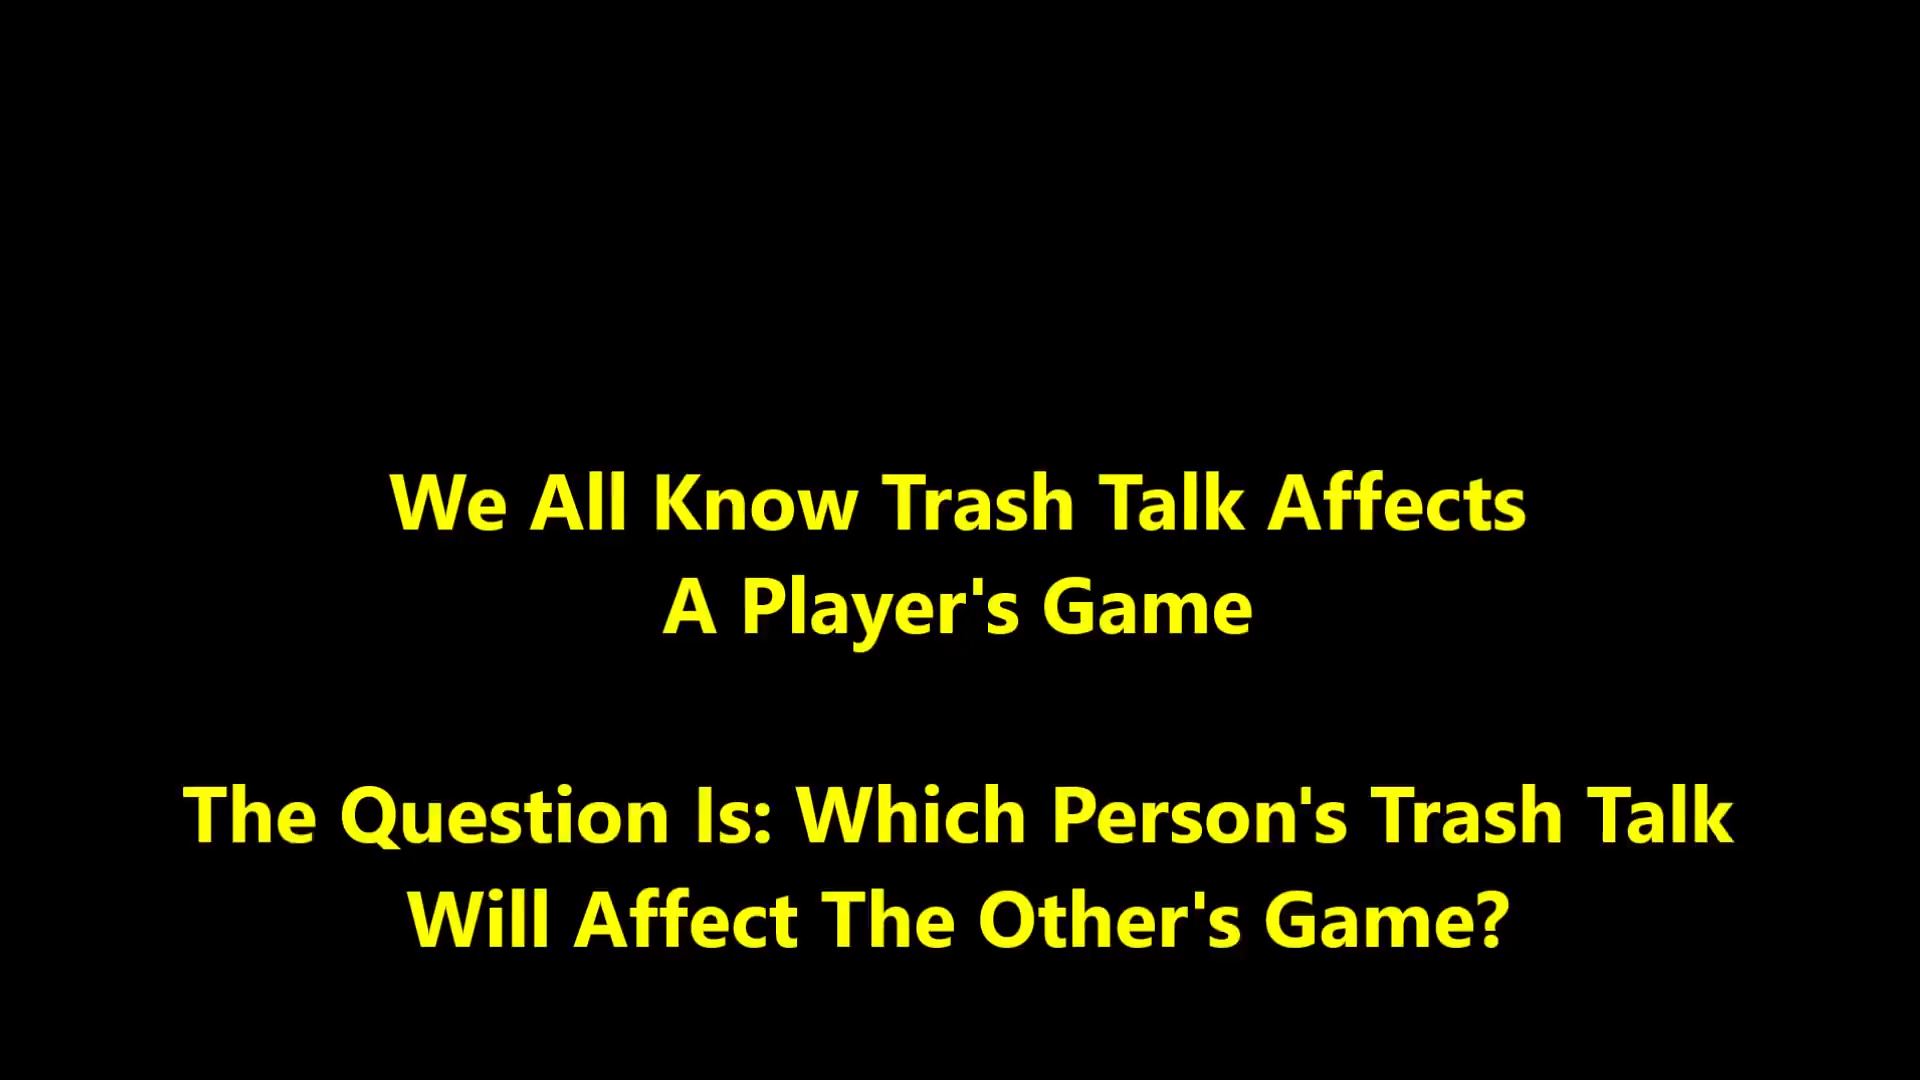 We All Know Trash Talk Affects
A Player's Game
The Question Is: Which Person's Trash Talk
Will Affect The Other's Game?